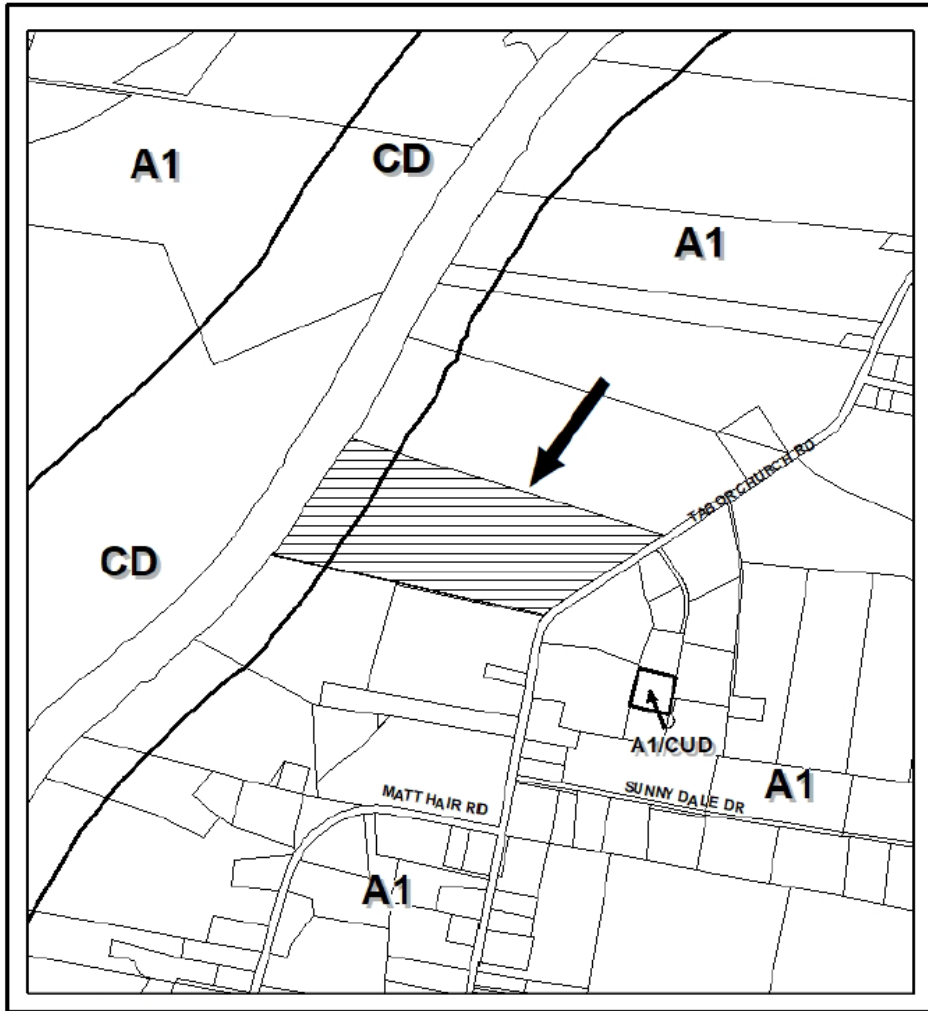 A1
CD
A1
TABOR CHURCH RD
CD
A1/CUD
A1
SUNNY DALE DR
MATT HAIR RD
A1